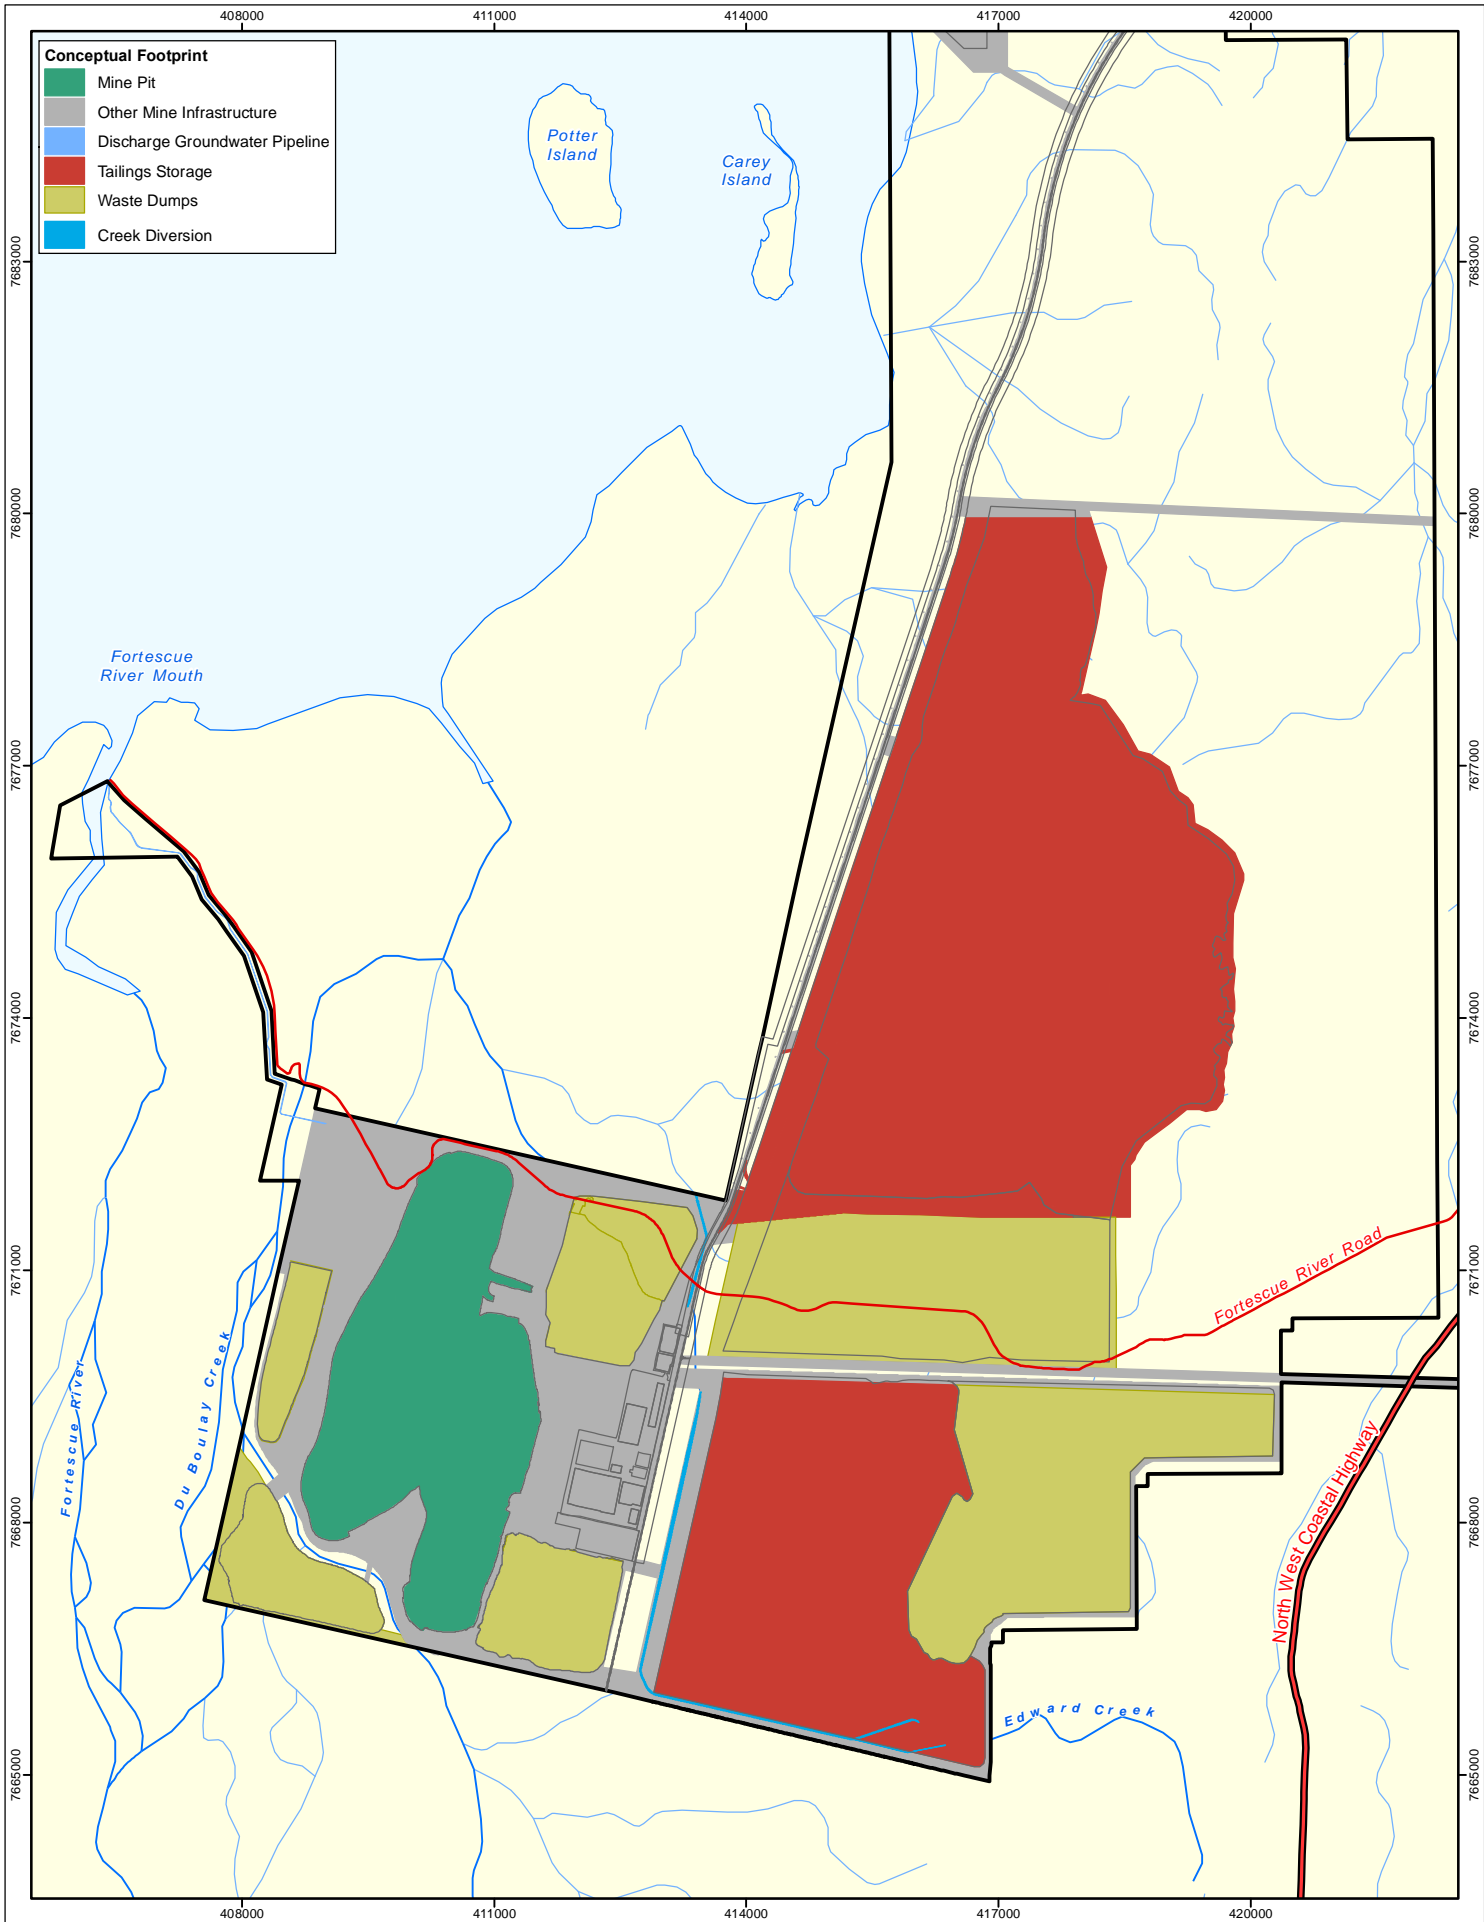 408000
411000
414000
417000
420000
Conceptual Footprint
Mine Pit
Other Mine Infrastructure
Discharge Groundwater Pipeline
Tailings Storage
Waste Dumps
Creek Diversion
Potter
Island
Carey
Island
7683000
7683000
7680000
7680000
Fortescue
River Mouth
7677000
7677000
7674000
7674000
7671000
7671000
Fortescue River Road
Fortescue River
Du Boulay Creek
North West Coastal Highway
7668000
7668000
Edward Creek
7665000
7665000
408000
411000
414000
417000
420000